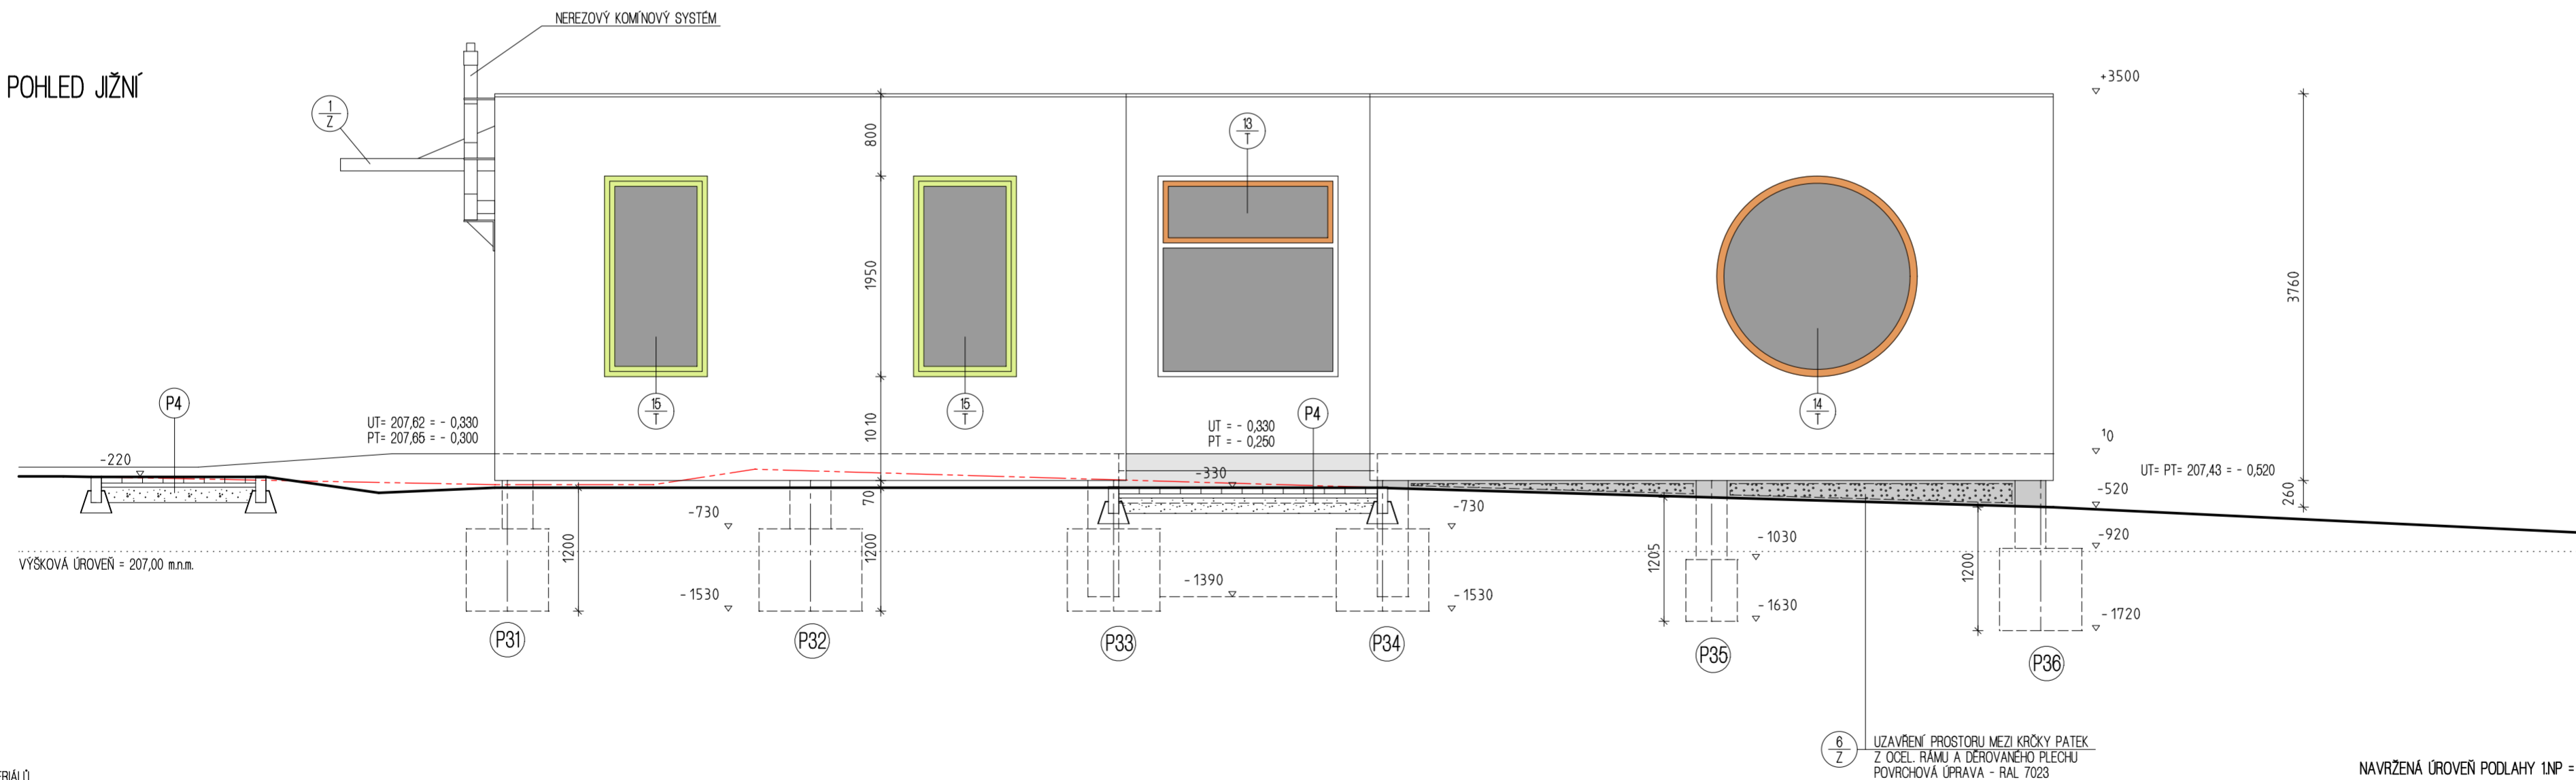 NEREZOVÝ KOMÍNOVÝ SYSTÉM
POHLED JIŽNÍ
1
Z
+3500
800
13
T
1950
3760
15
T
15
T
14
T
P4
P4
UT= 207,62 = - 0,330
PT= 207,65 = - 0,300
1010
UT = - 0,330
PT = - 0,250
10
-220
-330
UT= PT= 207,43 = - 0,520
-520
260
70
-730
-730
-920
-1030
VÝŠKOVÁ ÚROVEŇ = 207,00 m.n.m.
1200
1200
1205
1200
-1390
-1530
-1530
-1630
-1720
P31
P32
P33
P34
P35
P36
6
Z
UZAVŘENÍ PROSTORU MEZI KRČKY PATEK
Z OCEL. RÁMU A DĚROVANÉHO PLECHU
POVRCHOVÁ ÚPRAVA - RAL 7023
NAVRŽENÁ ÚROVEŇ PODLAHY 1.NP =